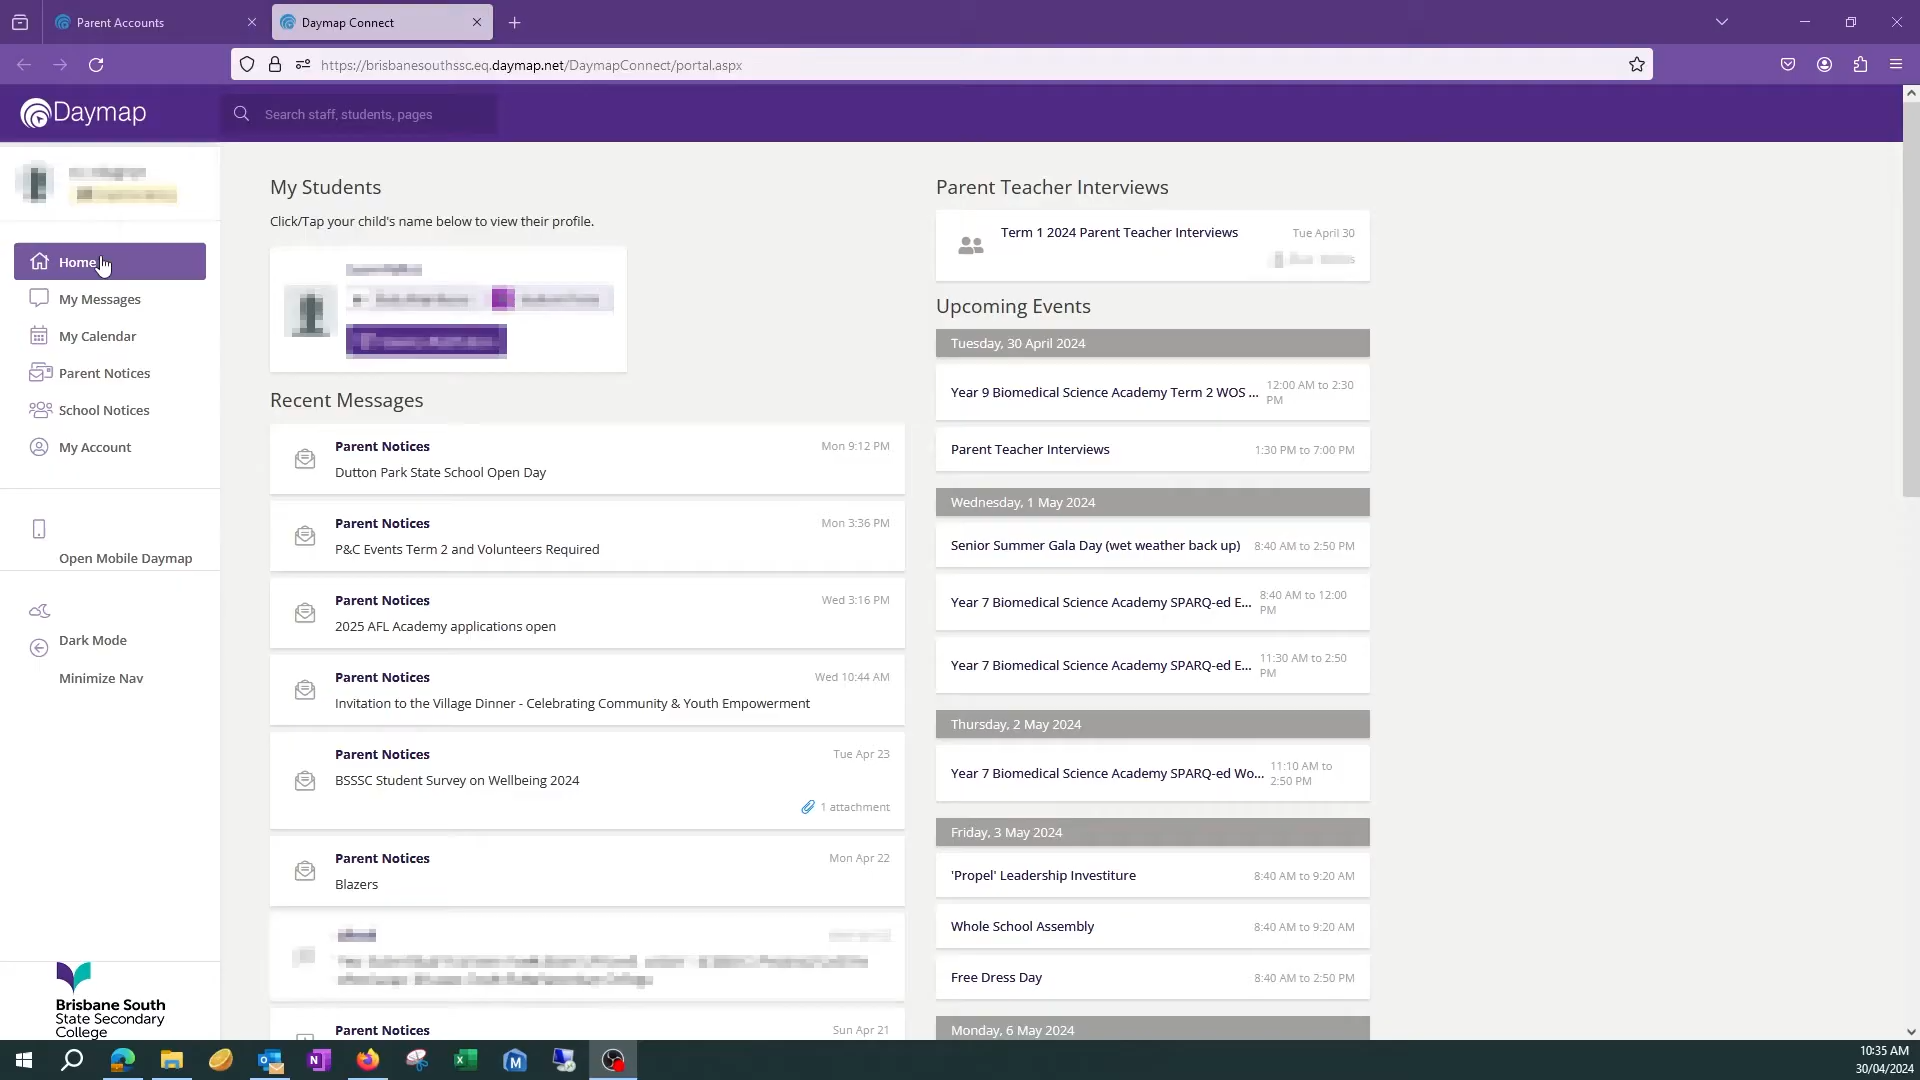 Parent Accounts
Daymap Connect
https://brisbanesouthssc.eq.daymap.net/DaymapConnect/portal.aspx
Daymap
Search staff, students, pages
Home
My Messages
My Calendar
Parent Notices
School Notices
My Account
Open Mobile Daymap
Dark Mode
Minimize Nav
Brisbane South
State Secondary
College
My Students
Click/Tap your child's name below to view their profile.
Recent Messages
Parent Notices Mon 9:12 PM
Dutton Park State School Open Day
Parent Notices Mon 3:36 PM
P&C Events Term 2 and Volunteers Required
Parent Notices Wed 3:16 PM
2025 AFL Academy applications open
Parent Notices Wed 10:44 AM
Invitation to the Village Dinner - Celebrating Community & Youth Empowerment
Parent Notices Tue Apr 23
BSSSC Student Survey on Wellbeing 2024
1 attachment
Parent Notices Mon Apr 22
Blazers
Parent Notices Sun Apr 21
Parent Teacher Interviews
Term 1 2024 Parent Teacher Interviews Tue April 30
Upcoming Events
Tuesday, 30 April 2024
Year 9 Biomedical Science Academy Term 2 WOS ... 12:00 AM to 2:30
PM
Parent Teacher Interviews 1:30 PM to 7:00 PM
Wednesday, 1 May 2024
Senior Summer Gala Day (wet weather back up) 8:40 AM to 2:50 PM
Year 7 Biomedical Science Academy SPARQ-ed E... 8:40 AM to 12:00
PM
Year 7 Biomedical Science Academy SPARQ-ed E... 11:30 AM to 2:50
PM
Thursday, 2 May 2024
Year 7 Biomedical Science Academy SPARQ-ed Wo... 11:10 AM to
2:50 PM
Friday, 3 May 2024
'Propel' Leadership Investiture 8:40 AM to 9:20 AM
Whole School Assembly 8:40 AM to 9:20 AM
Free Dress Day 8:40 AM to 2:50 PM
Monday, 6 May 2024
10:35 AM
30/04/2024